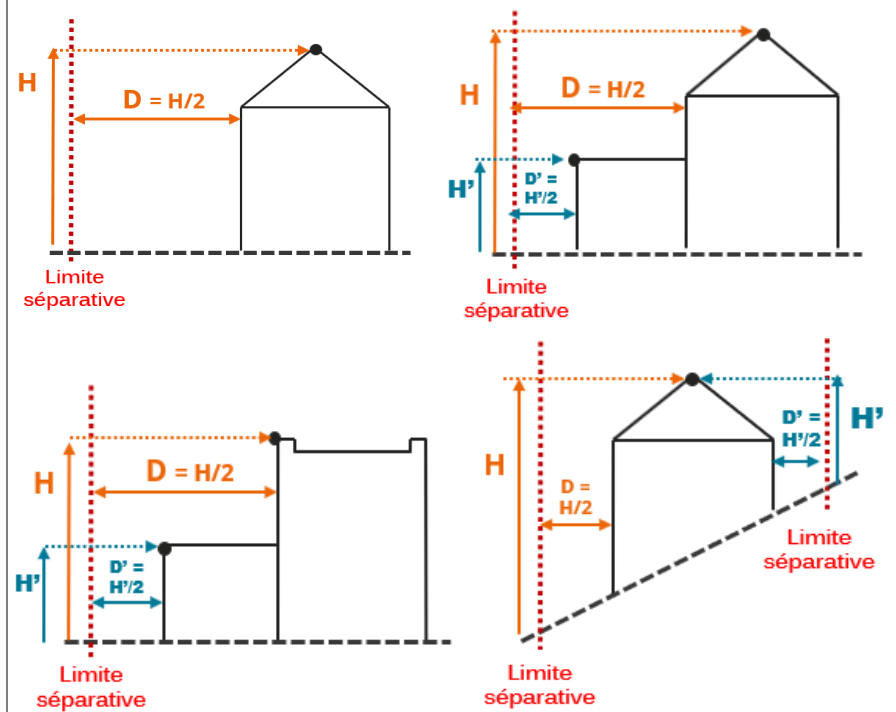 H
D = H/2
Limite
séparative
H
D = H/2
H’
D’ =
H’/2
Limite
séparative
H
D = H/2
H’
D’ =
H’/2
Limite
séparative
H
D =
H/2
D’ =
H’/2
H’
Limite
séparative
Limite
séparative